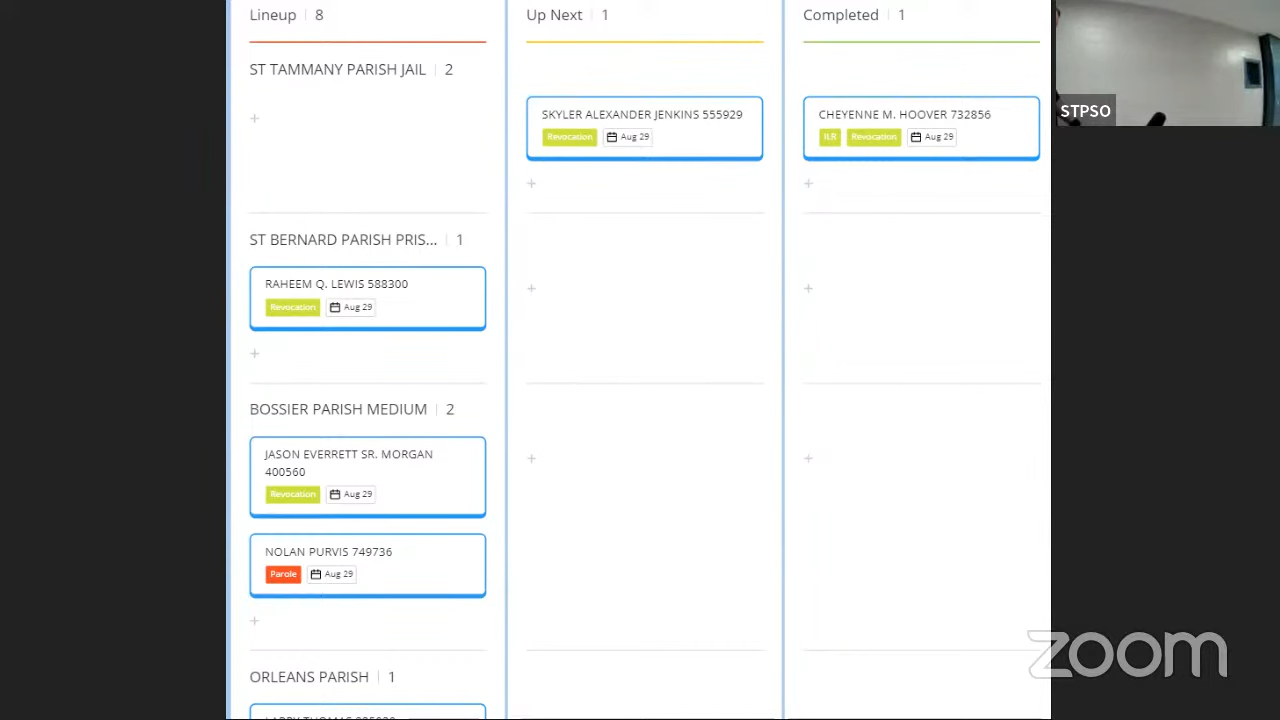 Lineup | 8
Up Next | 1
Completed | 1
ST TAMMANY PARISH JAIL | 2
+
SKYLER ALEXANDER JENKINS 555929
Revocation Aug 29
+
CHEYENNE M. HOOVER 732856
ILR Revocation Aug 29
+
ST BERNARD PARISH PRIS... | 1
RAHEEM Q. LEWIS 588300
Revocation Aug 29
+
+
+
BOSSIER PARISH MEDIUM | 2
JASON EVERRETT SR. MORGAN
400560
Revocation Aug 29
NOLAN PURVIS 749736
Parole Aug 29
+
+
+
ORLEANS PARISH | 1
STPSO
zoom